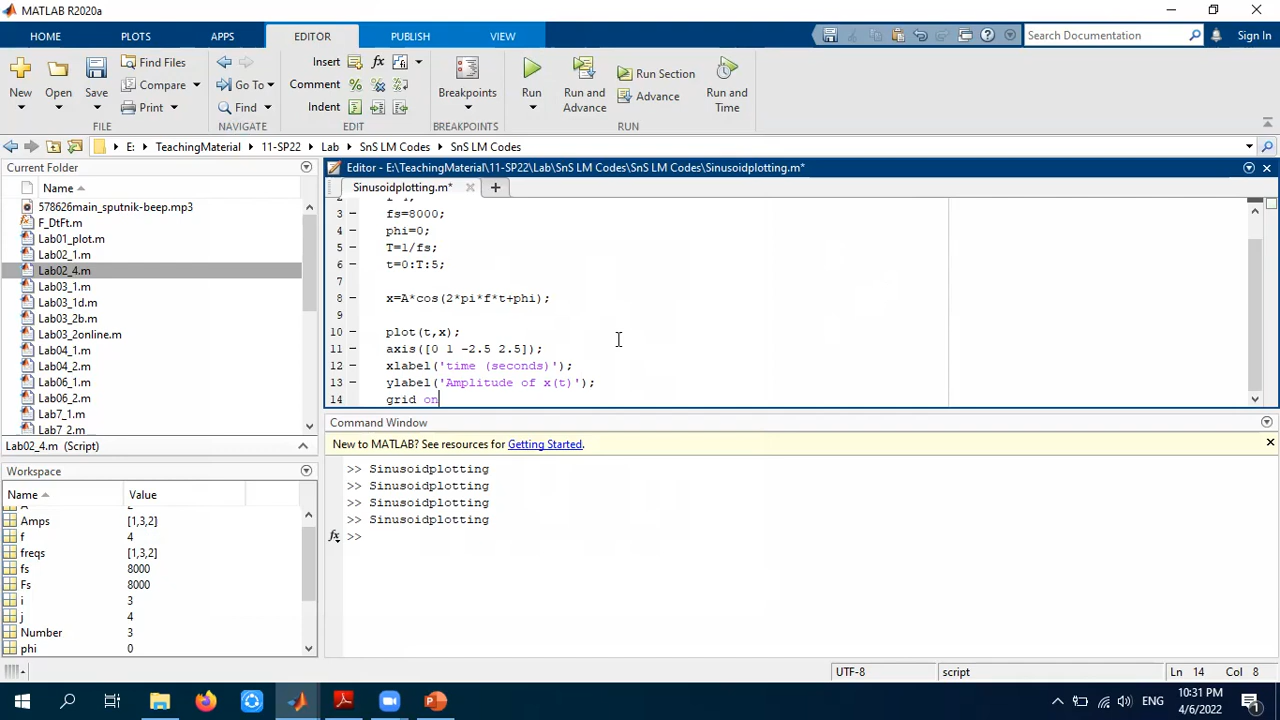 MATLAB R2020a
HOME PLOTS APPS EDITOR PUBLISH VIEW Search Documentation Sign In
New Open Save Find Files Compare Print Go To Find Insert Comment Indent Breakpoints Run Run and Advance Run Section Advance Run and Time
FILE NAVIGATE EDIT BREAKPOINTS RUN
E: TeachingMaterial 11-SP22 Lab SnS LM Codes SnS LM Codes
Current Folder
Name
578626main_sputnik-beep.mp3
F_DtFt.m
Lab01_plot.m
Lab02_1.m
Lab02_4.m
Lab03_1.m
Lab03_1d.m
Lab03_2b.m
Lab03_2online.m
Lab04_1.m
Lab04_2.m
Lab06_1.m
Lab06_2.m
Lab7_1.m
Lab7_2.m
Lab02_4.m (Script)
Workspace
Name Value
Amps [1,3,2]
f 4
freqs [1,3,2]
fs 8000
Fs 8000
i 3
j 4
Number 3
phi 0
Editor - E:\TeachingMaterial\11-SP22\Lab\SnS LM Codes\SnS LM Codes\Sinusoidplotting.m*
Sinusoidplotting.m*
3 fs=8000;
4 phi=0;
5 T=1/fs;
6 t=0:T:5;
7
8 x=A*cos(2*pi*f*t+phi);
9
10 plot(t,x);
11 axis([0 1 -2.5 2.5]);
12 xlabel('time (seconds)');
13 ylabel('Amplitude of x(t)');
14 grid on
Command Window
New to MATLAB? See resources for Getting Started.
>> Sinusoidplotting
>> Sinusoidplotting
>> Sinusoidplotting
>> Sinusoidplotting
fx >>
UTF-8 script Ln 14 Col 8
ENG 10:31 PM
4/6/2022